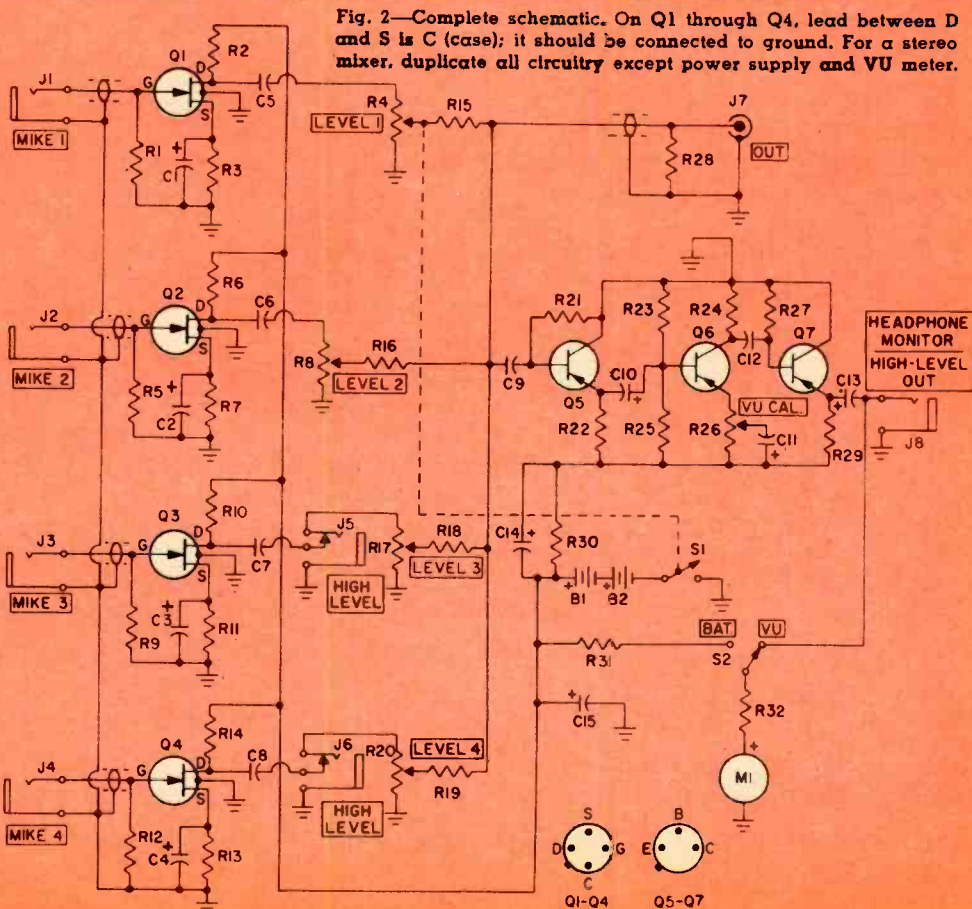 Fig. 2—Complete schematic. On Q1 through Q4, lead between D
and S is C (case); it should be connected to ground. For a stereo
mixer, duplicate all circuitry except power supply and VU meter.
J1
MIKE 1
G
Q1
D
S
R1
C1
R2
R3
C5
R4
LEVEL 1
R15
J7
OUT
R28
J2
MIKE 2
G
Q2
D
S
R5
C2
R6
R7
C6
R8
R16
LEVEL 2
C9
R21
Q5
R22
C10
R23
R25
R24
Q6
C12
R27
Q7
VU CAL.
R26
C11
C13
R29
HEADPHONE
MONITOR
HIGH-LEVEL
OUT
J8
J3
MIKE 3
G
Q3
D
S
R9
C3
R10
R11
C7
J5
HIGH
LEVEL
R17
R18
LEVEL 3
C14
R30
B1
B2
S1
BAT
VU
S2
R31
C15
R32
M1
J4
MIKE 4
G
Q4
D
S
R12
C4
R14
R13
C8
J6
HIGH
LEVEL
R20
LEVEL 4
R19
S
D
G
C
Q1-Q4
B
E
C
Q5-Q7